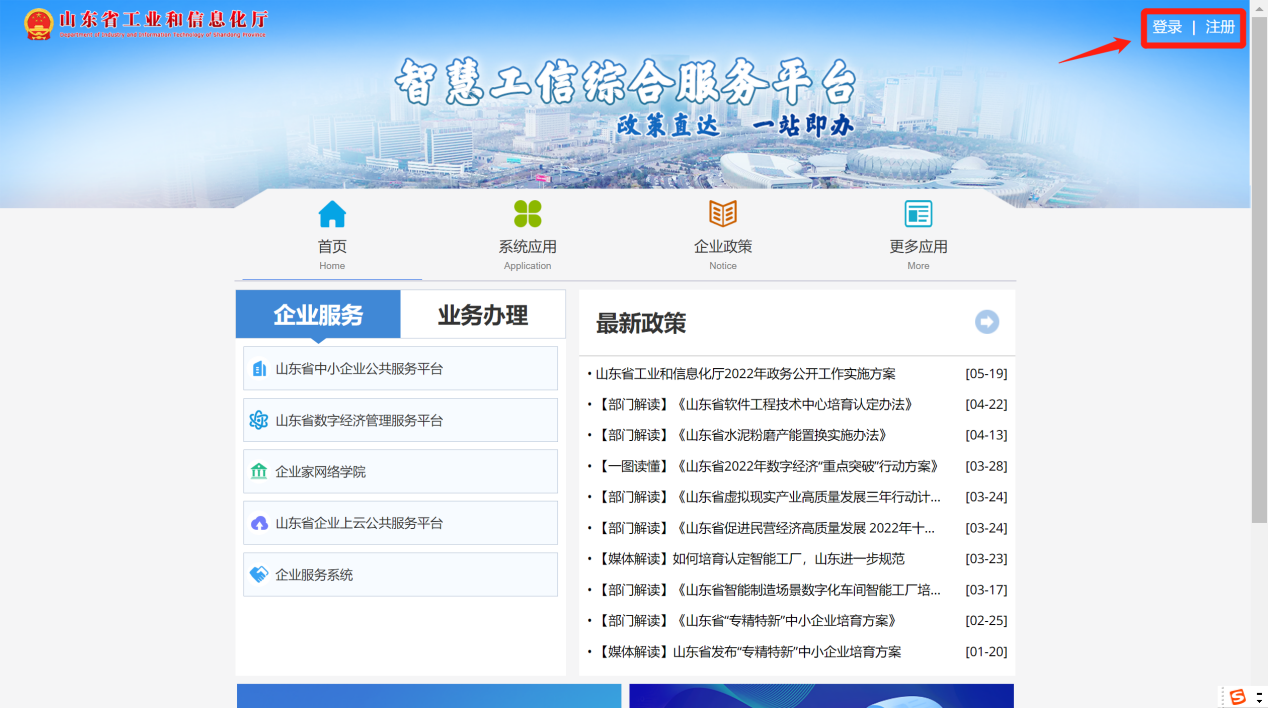 山东省工业和信息化厅
Department of Industry and Information Technology of Shandong Province
登录 | 注册
智慧工信综合服务平台
政策直达 一站即办
首页
Home
系统应用
Application
企业政策
Notice
更多应用
More
企业服务 业务办理
山东省中小企业公共服务平台
山东省数字经济管理服务平台
企业家网络学院
山东省企业上云公共服务平台
企业服务系统
最新政策
• 山东省工业和信息化厅2022年政务公开工作实施方案 [05-19]
• 【部门解读】《山东省软件工程技术中心培育认定办法》 [04-22]
• 【部门解读】《山东省水泥粉磨产能置换实施办法》 [04-13]
• 【一图读懂】《山东省2022年数字经济“重点突破”行动方案》 [03-28]
• 【部门解读】《山东省虚拟现实产业高质量发展三年行动计... [03-24]
• 【部门解读】《山东省促进民营经济高质量发展 2022年十... [03-24]
• 【媒体解读】如何培育认定智能工厂，山东进一步规范 [03-23]
• 【部门解读】《山东省智能制造场景数字化车间智能工厂培... [03-17]
• 【部门解读】《山东省“专精特新”中小企业培育方案》 [02-25]
• 【媒体解读】山东省发布“专精特新”中小企业培育方案 [01-20]